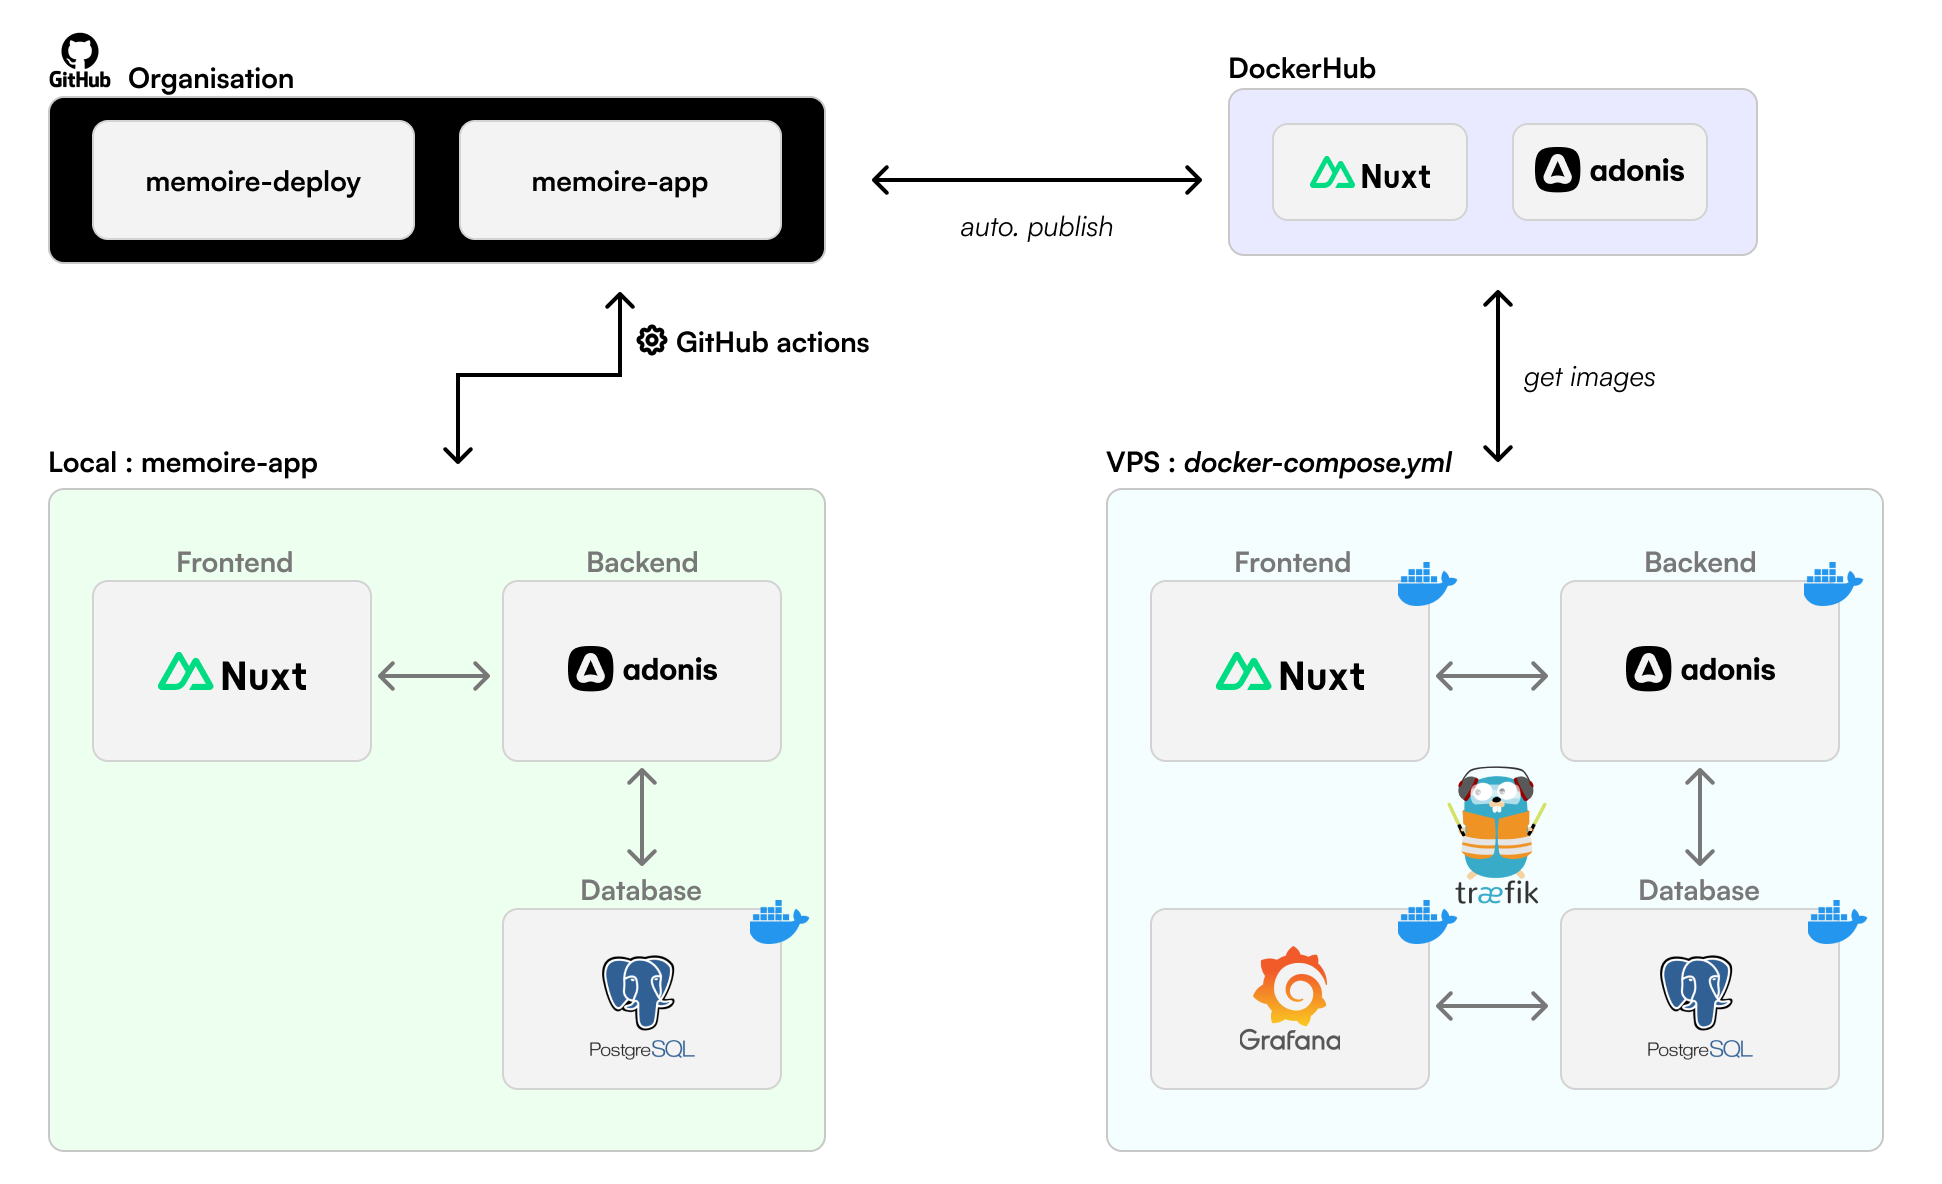 GitHub
Organisation
DockerHub
memoire-deploy
memoire-app
Nuxt
adonis
auto. publish
GitHub actions
get images
Local : memoire-app
VPS : docker-compose.yml
Frontend
Backend
Frontend
Backend
Nuxt
adonis
Nuxt
adonis
træfik
Database
Database
PostgreSQL
Grafana
PostgreSQL